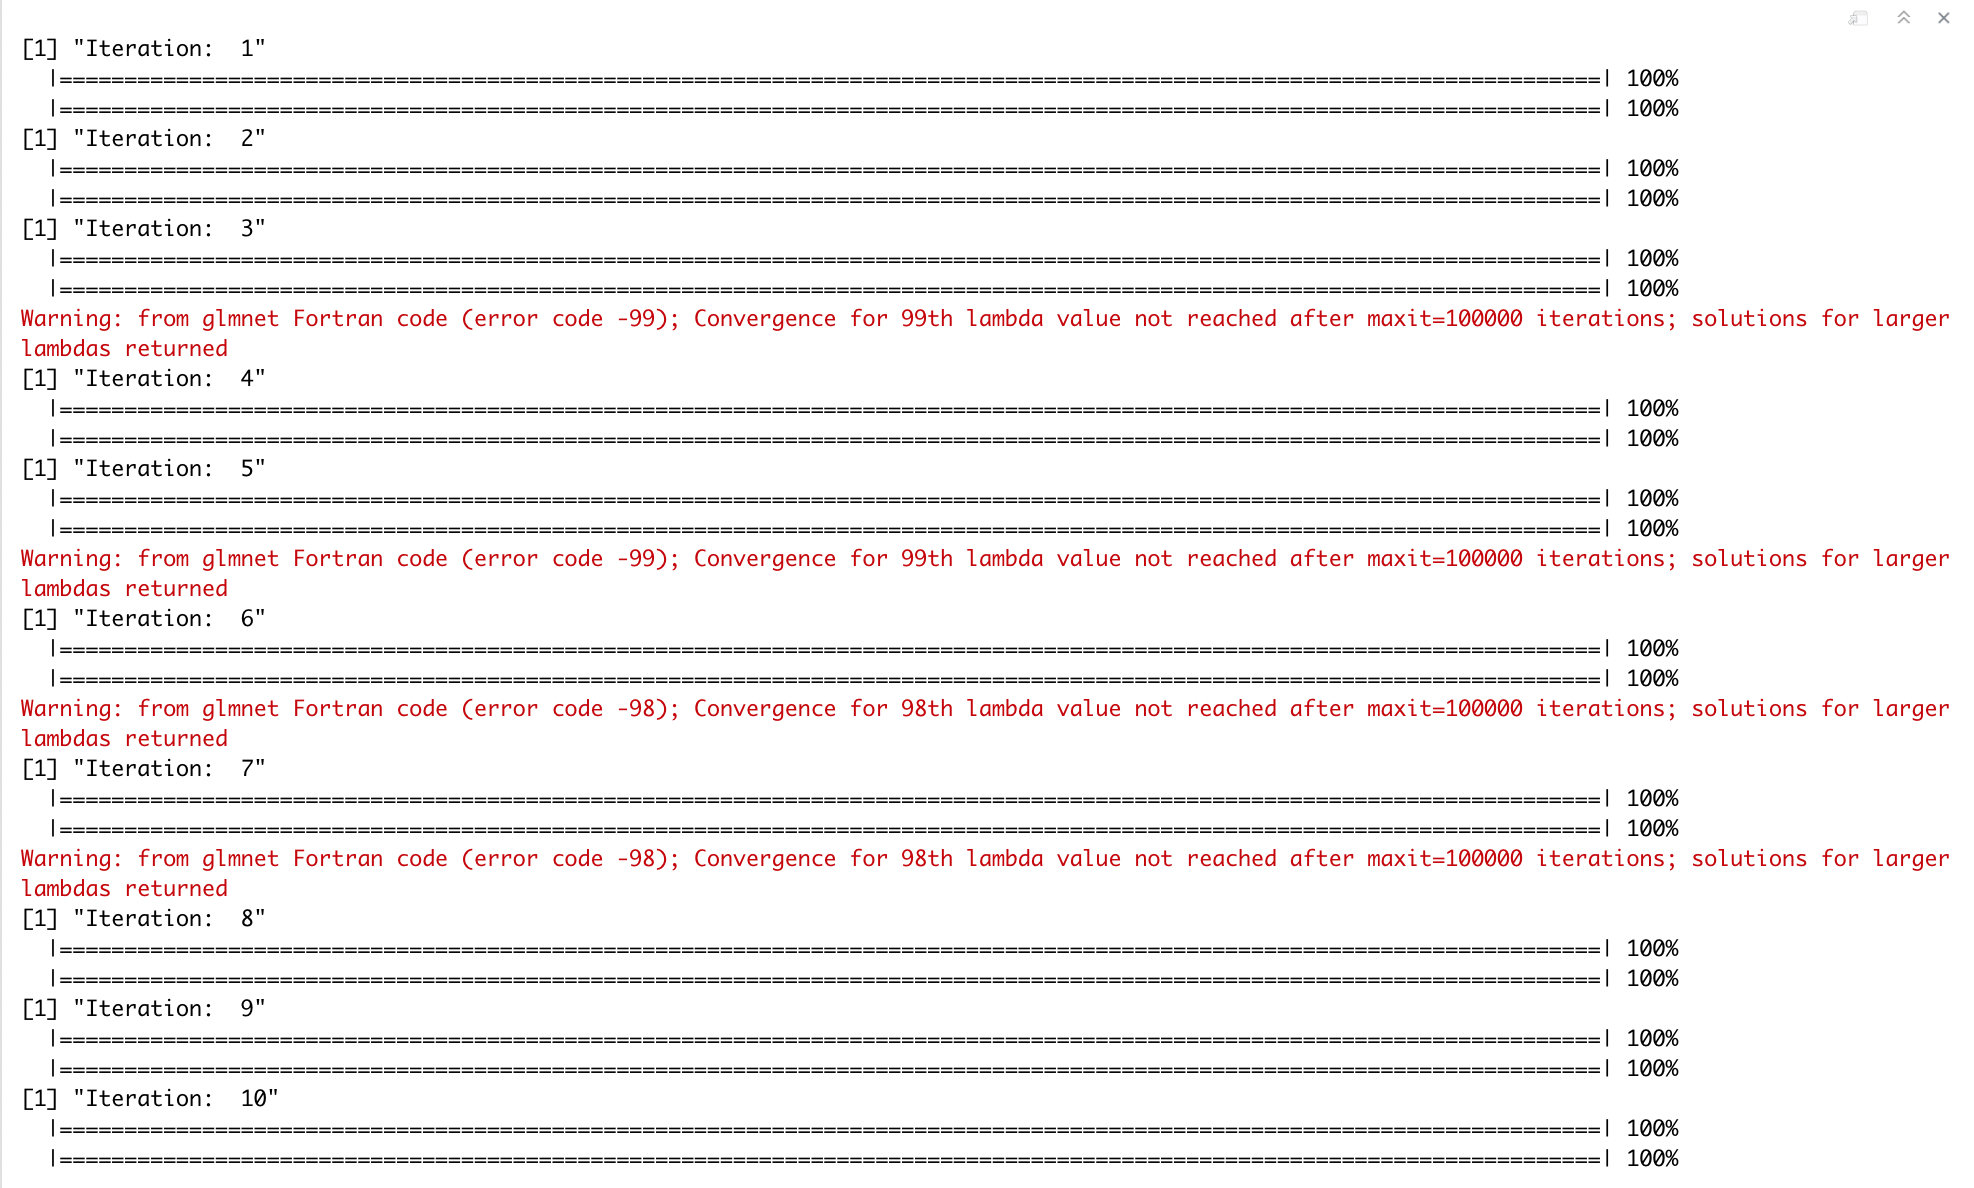 [1] "Iteration:  1"
  |=======================================================================================================================| 100%
  |=======================================================================================================================| 100%
[1] "Iteration:  2"
  |=======================================================================================================================| 100%
  |=======================================================================================================================| 100%
[1] "Iteration:  3"
  |=======================================================================================================================| 100%
  |=======================================================================================================================| 100%
Warning: from glmnet Fortran code (error code -99); Convergence for 99th lambda value not reached after maxit=100000 iterations; solutions for larger
lambdas returned
[1] "Iteration:  4"
  |=======================================================================================================================| 100%
  |=======================================================================================================================| 100%
[1] "Iteration:  5"
  |=======================================================================================================================| 100%
  |=======================================================================================================================| 100%
Warning: from glmnet Fortran code (error code -99); Convergence for 99th lambda value not reached after maxit=100000 iterations; solutions for larger
lambdas returned
[1] "Iteration:  6"
  |=======================================================================================================================| 100%
  |=======================================================================================================================| 100%
Warning: from glmnet Fortran code (error code -98); Convergence for 98th lambda value not reached after maxit=100000 iterations; solutions for larger
lambdas returned
[1] "Iteration:  7"
  |=======================================================================================================================| 100%
  |=======================================================================================================================| 100%
Warning: from glmnet Fortran code (error code -98); Convergence for 98th lambda value not reached after maxit=100000 iterations; solutions for larger
lambdas returned
[1] "Iteration:  8"
  |=======================================================================================================================| 100%
  |=======================================================================================================================| 100%
[1] "Iteration:  9"
  |=======================================================================================================================| 100%
  |=======================================================================================================================| 100%
[1] "Iteration:  10"
  |=======================================================================================================================| 100%
  |=======================================================================================================================| 100%